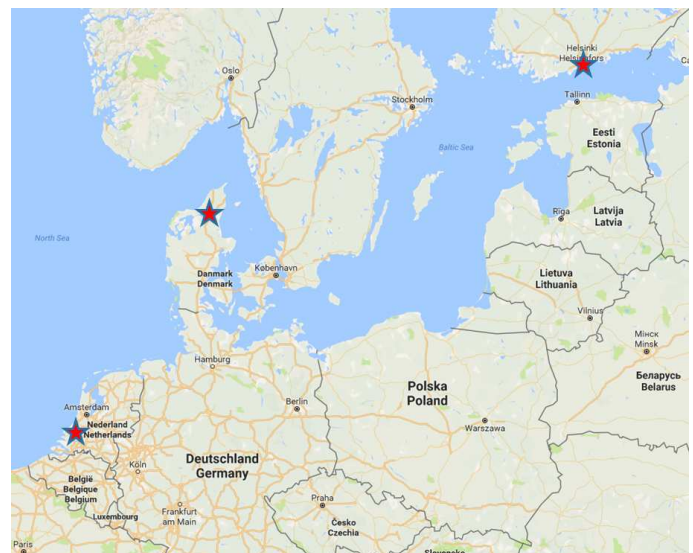 Oslo
Helsinki
Helsingfors
Stockholm
Tallinn
Baltic Sea
Eesti
Estonia
North Sea
Rīga
Latvija
Latvia
Danmark
Denmark
København
Lietuva
Lithuania
Vilnius
Мінск
Minsk
Hamburg
Беларусь
Belarus
Polska
Poland
Amsterdam
Berlin
Nederland
Netherlands
Warszawa
Deutschland
Germany
Köln
België
Belgique
Belgium
Praha
Frankfurt
am Main
Luxembourg
Česko
Czechia
Paris